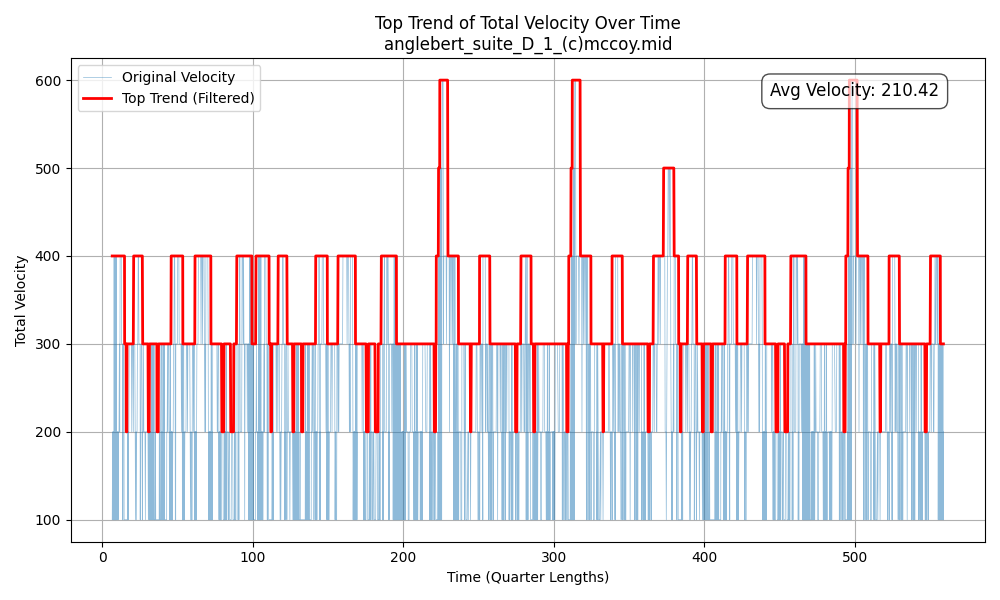 Top Trend of Total Velocity Over Time
anglebert_suite_D_1_(c)mccoy.mid
Original Velocity
Top Trend (Filtered)
Avg Velocity: 210.42
Total Velocity
600
500
400
300
200
100
0 100 200 300 400 500
Time (Quarter Lengths)